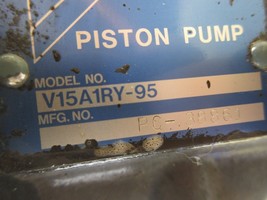 PISTON PUMP
MODEL NO.
V15A1RY-95
MFG. NO.